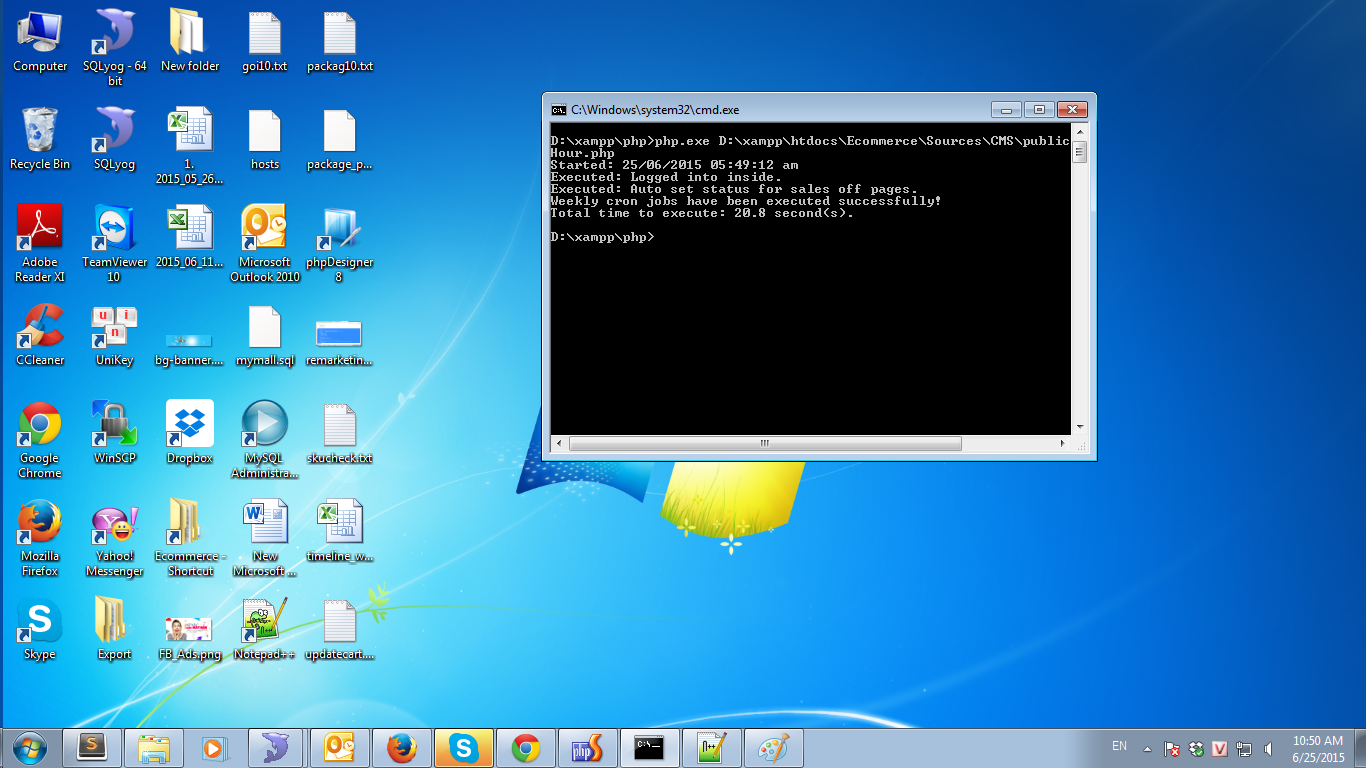 Computer
SQLyog - 64
bit
New folder
goi10.txt
packag10.txt
Recycle Bin
SQLyog
1.
2015_05_26...
hosts
package_p...
Adobe
Reader XI
TeamViewer
10
2015_06_11...
Microsoft
Outlook 2010
phpDesigner
8
CCleaner
UniKey
bg-banner....
mymall.sql
remarketin...
Google
Chrome
WinSCP
Dropbox
MySQL
Administra...
skucheck.txt
Mozilla
Firefox
Yahoo!
Messenger
Ecommerce -
Shortcut
New
Microsoft ...
timeline_w...
Skype
Export
FB_Ads.png
Notepad++
updatecart....
C:\Windows\system32\cmd.exe
D:\xampp\php>php.exe D:\xampp\htdocs\Ecommerce\Sources\CMS\public
Hour.php
Started: 25/06/2015 05:49:12 am
Executed: Logged into inside.
Executed: Auto set status for sales off pages.
Weekly cron jobs have been executed successfully!
Total time to execute: 20.8 second(s).
D:\xampp\php>
EN
10:50 AM
6/25/2015